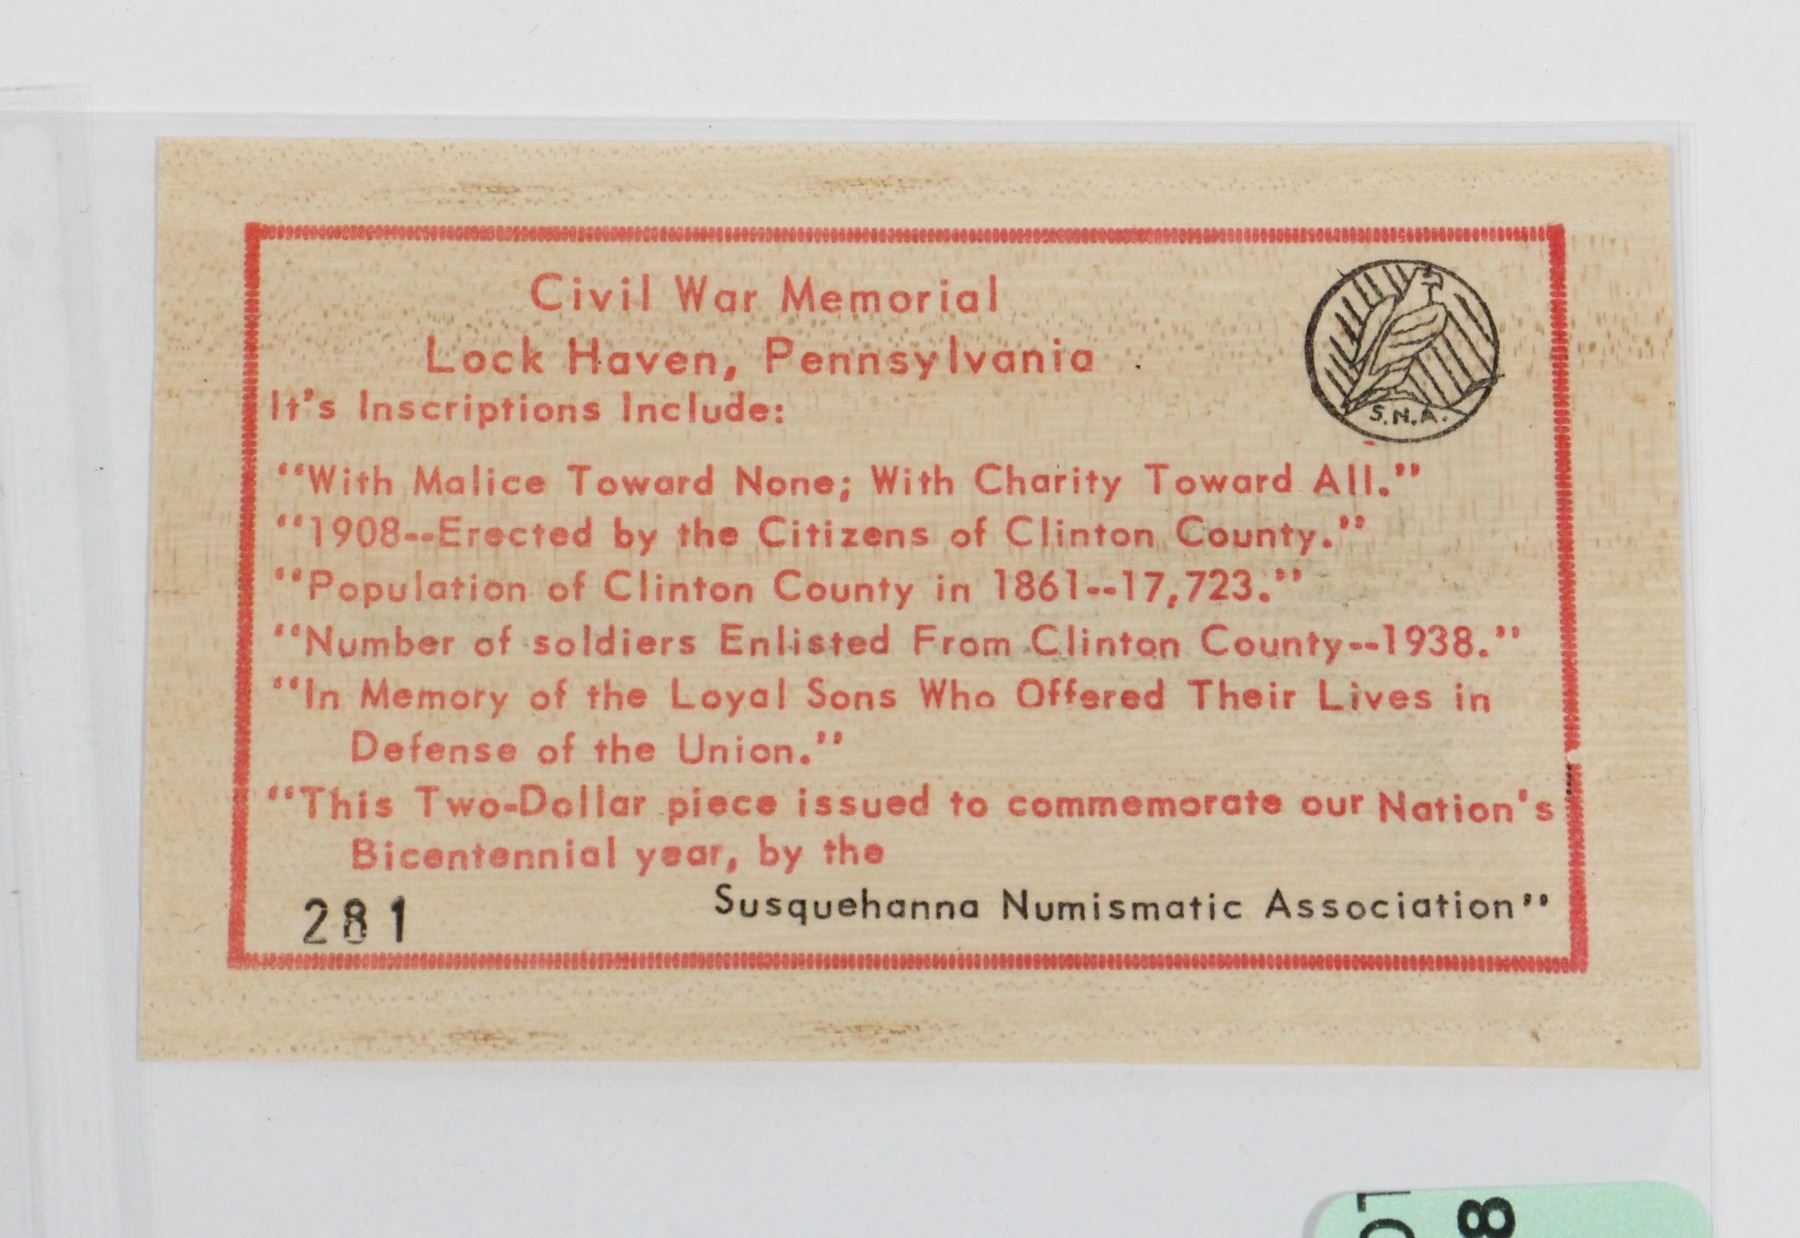 Civil War Memorial
Lock Haven, Pennsylvania
It's Inscriptions Include:
S.N.A.
"With Malice Toward None; With Charity Toward All."
"1908--Erected by the Citizens of Clinton County."
"Population of Clinton County in 1861--17,723."
"Number of soldiers Enlisted From Clinton County--1938."
"In Memory of the Loyal Sons Who Offered Their Lives in
Defense of the Union."
"This Two-Dollar piece issued to commemorate our Nation's
Bicentennial year, by the
Susquehanna Numismatic Association"
281
8